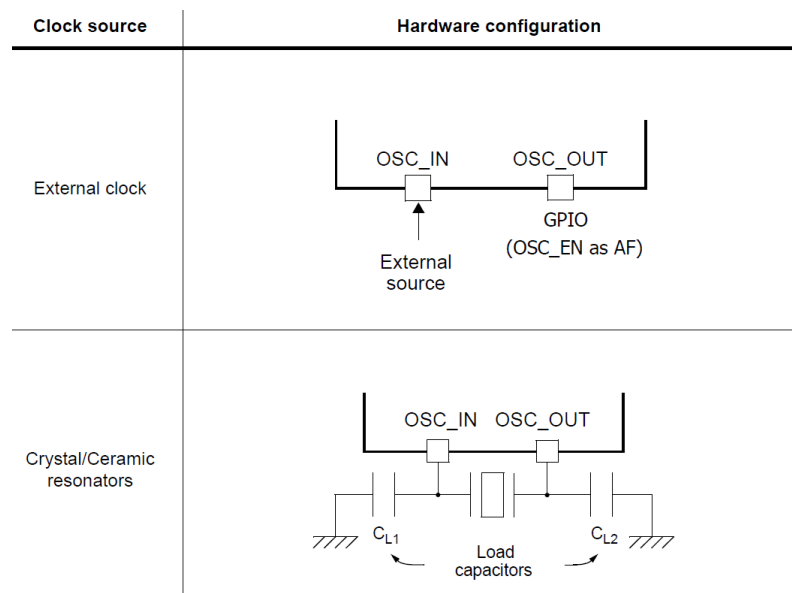 Clock source Hardware configuration
External clock
OSC_IN OSC_OUT
GPIO
(OSC_EN as AF)
External
source
Crystal/Ceramic
resonators
OSC_IN OSC_OUT
CL1 CL2
Load
capacitors